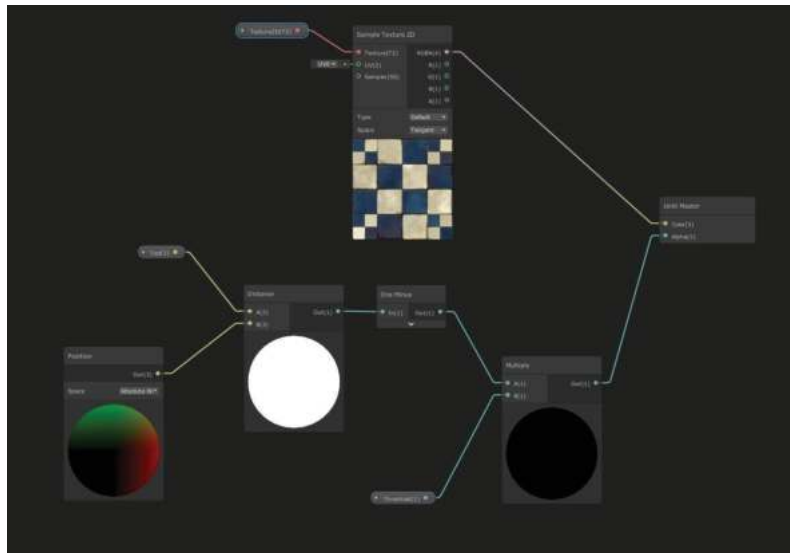 Sample Texture 2D
Texture(T2)
UV0
UV(2)
Sampler(SS)
RGBA(4)
R(1)
G(1)
B(1)
A(1)
Type
Default
Space
Tangent
Unlit Master
Color(3)
Alpha(1)
Distance
A(3)
B(3)
Out(1)
One Minus
In(1)
Out(1)
Position
Out(3)
Space
Multiply
A(1)
B(1)
Out(1)